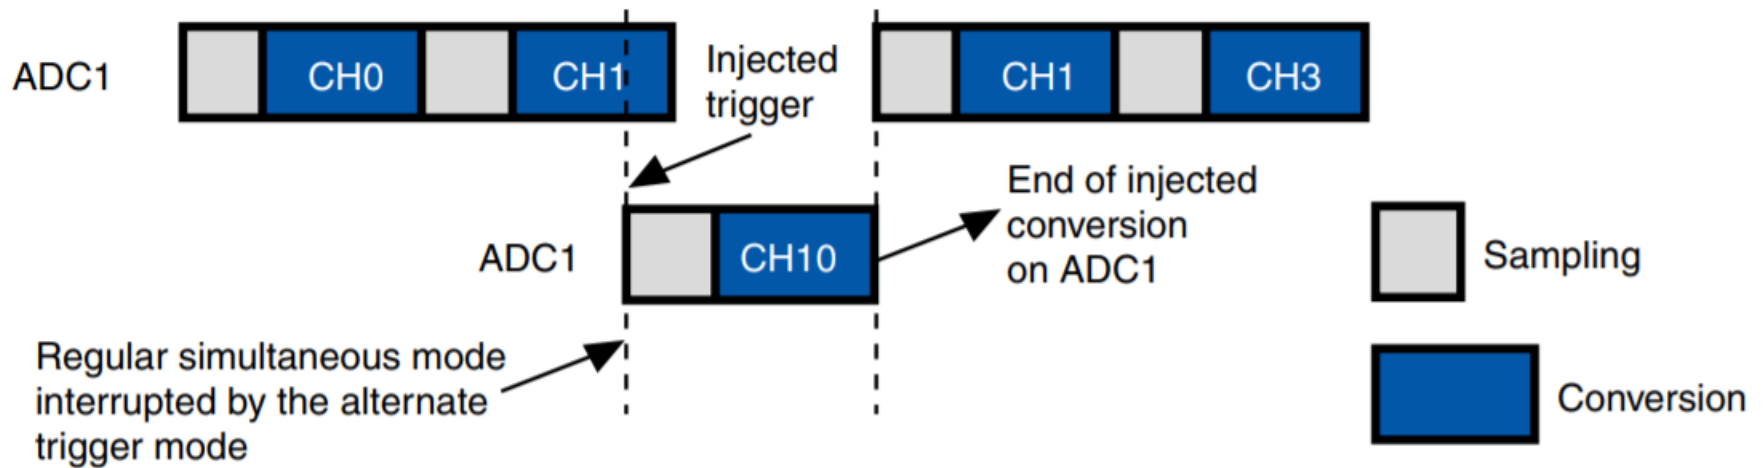 ADC1
CH0
CH1
Injected
trigger
CH1
CH3
ADC1
CH10
End of injected
conversion
on ADC1
Sampling
Regular simultaneous mode
interrupted by the alternate
trigger mode
Conversion